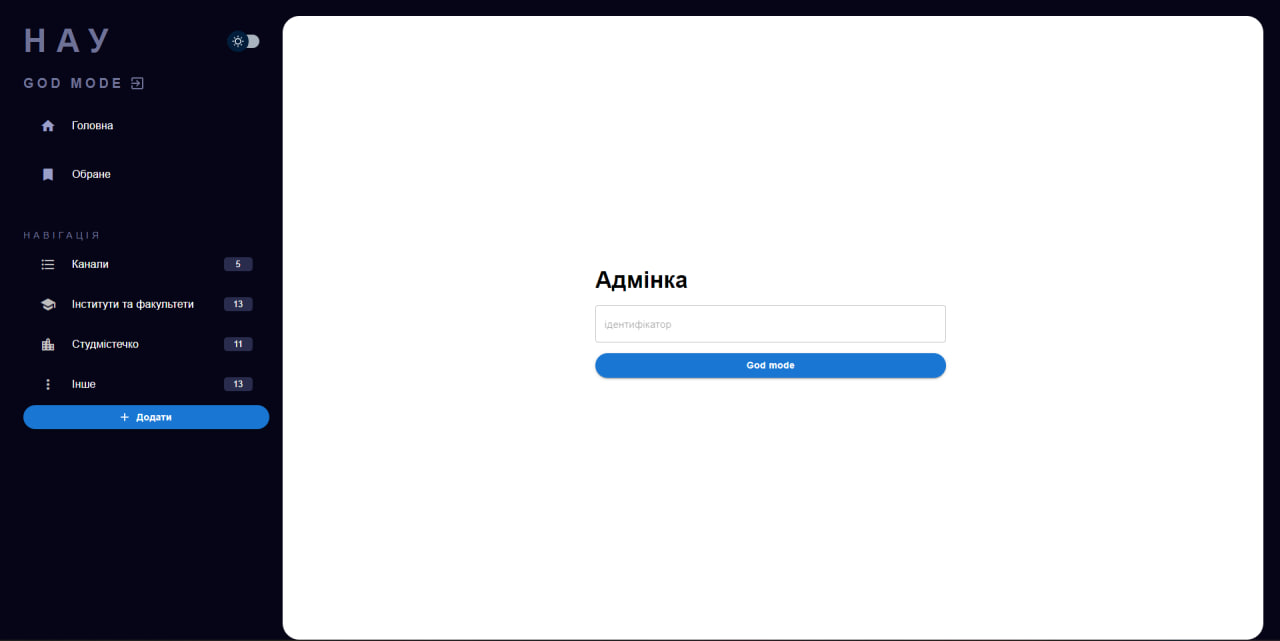 НАУ
GOD MODE
Головна
Обране
НАВІГАЦІЯ
Канали 5
Інститути та факультети 13
Студмістечко 11
Інше 13
Додати
Адмінка
ідентифікатор
God mode